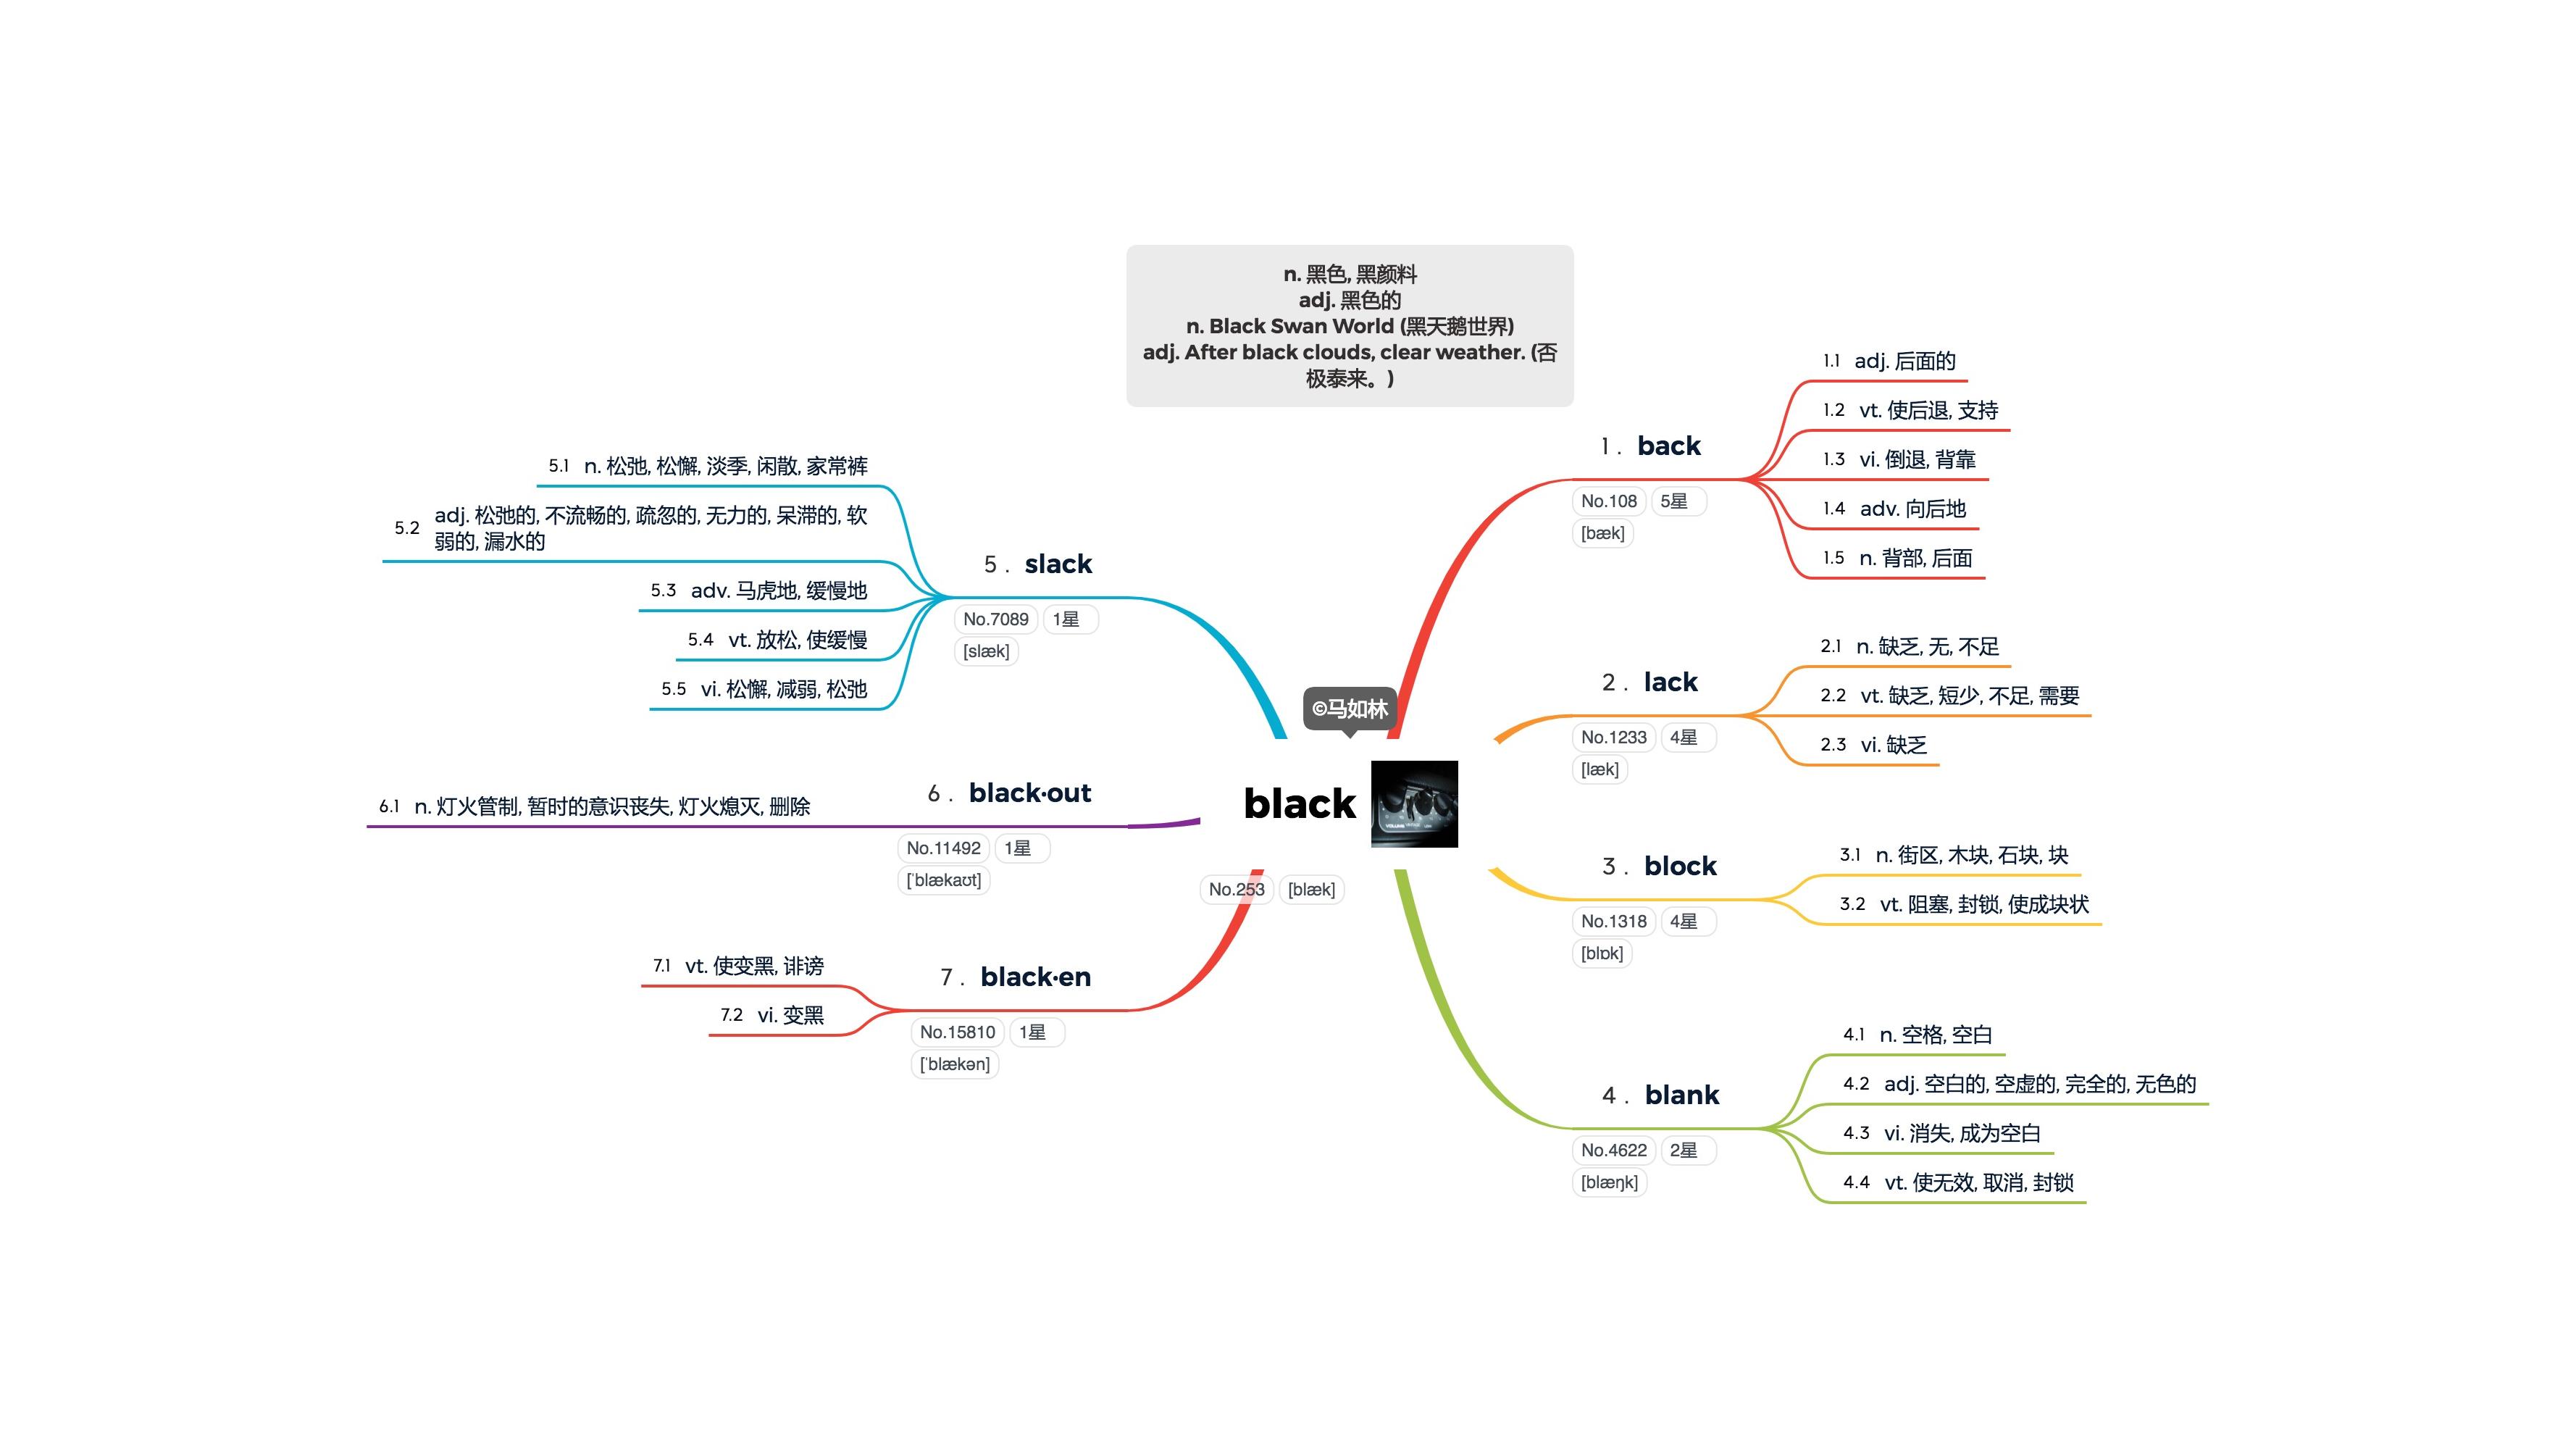 n. 黑色, 黑颜料
adj. 黑色的
n. Black Swan World (黑天鹅世界)
adj. After black clouds, clear weather. (否
极泰来。)
©马如林
black
VOLUME
No.253 [blæk]
1. back
No.108 5星
[bæk]
1.1 adj. 后面的
1.2 vt. 使后退, 支持
1.3 vi. 倒退, 背靠
1.4 adv. 向后地
1.5 n. 背部, 后面
2. lack
No.1233 4星
[læk]
2.1 n. 缺乏, 无, 不足
2.2 vt. 缺乏, 短少, 不足, 需要
2.3 vi. 缺乏
3. block
No.1318 4星
[blɒk]
3.1 n. 街区, 木块, 石块, 块
3.2 vt. 阻塞, 封锁, 使成块状
4. blank
No.4622 2星
[blæŋk]
4.1 n. 空格, 空白
4.2 adj. 空白的, 空虚的, 完全的, 无色的
4.3 vi. 消失, 成为空白
4.4 vt. 使无效, 取消, 封锁
5. slack
No.7089 1星
[slæk]
5.1 n. 松弛, 松懈, 淡季, 闲散, 家常裤
5.2 adj. 松弛的, 不流畅的, 疏忽的, 无力的, 呆滞的, 软
弱的, 漏水的
5.3 adv. 马虎地, 缓慢地
5.4 vt. 放松, 使缓慢
5.5 vi. 松懈, 减弱, 松弛
6. black·out
No.11492 1星
[ˈblækaʊt]
6.1 n. 灯火管制, 暂时的意识丧失, 灯火熄灭, 删除
7. black·en
No.15810 1星
[ˈblækən]
7.1 vt. 使变黑, 诽谤
7.2 vi. 变黑